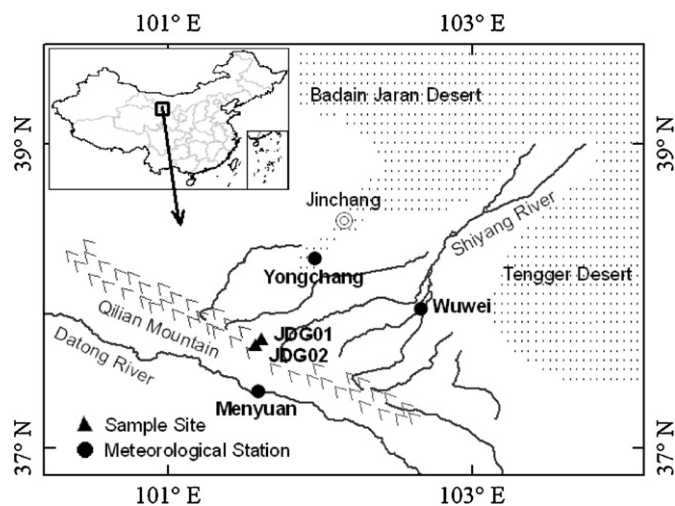 101° E 103° E
Badain Jaran Desert
39° N 39° N
Jinchang
Shiyang River
Yongchang
Tengger Desert
Wuwei
Qilian Mountain
JDG01
JDG02
Datong River
Menyuan
Sample Site
Meteorological Station
37° N 37° N
101° E 103° E